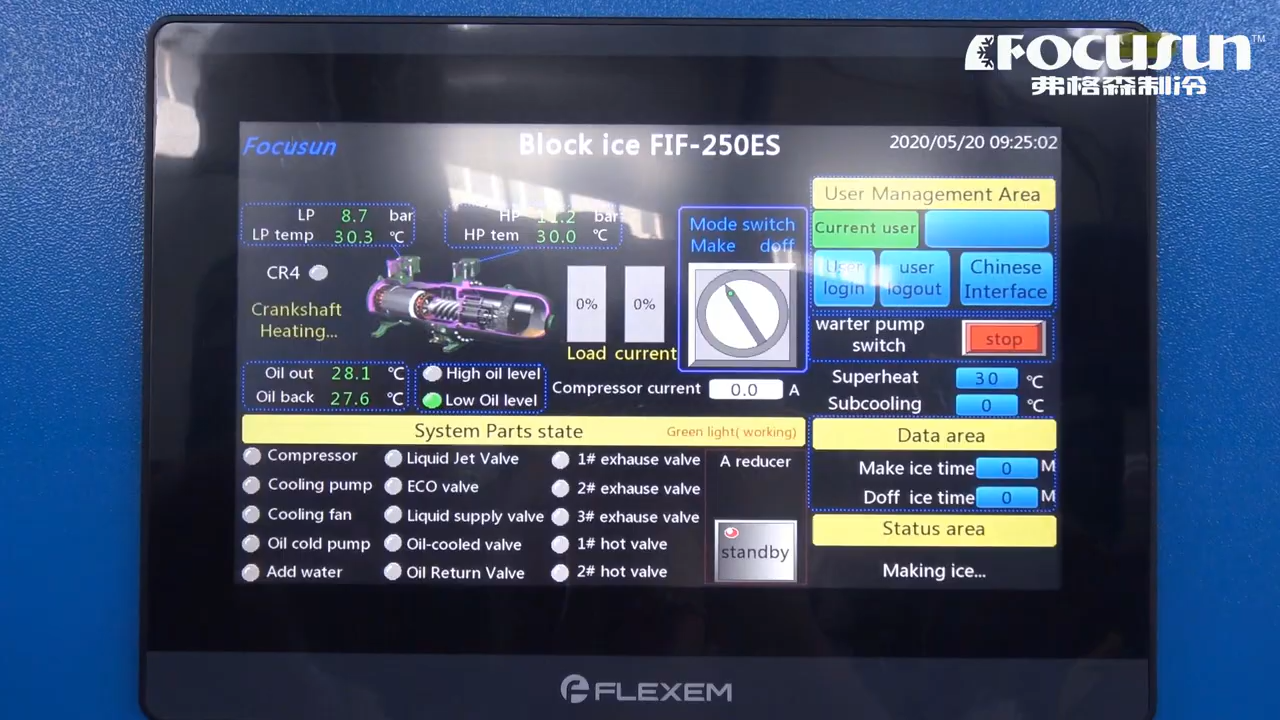 FOCUSUN™
弗格森制冷
Focusun
Block ice FIF-250ES
2020/05/20 09:25:02
LP 8.7 bar
LP temp 30.3 ℃
HP 11.2 bar
HP tem 30.0 ℃
CR4
Crankshaft
Heating...
0%
0%
Load current
Mode switch
Make doff
User Management Area
Current user
User
login
user
logout
Chinese
Interface
warter pump
switch
stop
Oil out 28.1 ℃
Oil back 27.6 ℃
High oil level
Low Oil level
Compressor current 0.0 A
Superheat 30 ℃
Subcooling 0 ℃
System Parts state
Green light( working)
Compressor
Cooling pump
Cooling fan
Oil cold pump
Add water
Liquid Jet Valve
ECO valve
Liquid supply valve
Oil-cooled valve
Oil Return Valve
1# exhause valve
2# exhause valve
3# exhause valve
1# hot valve
2# hot valve
A reducer
standby
Data area
Make ice time 0 M
Doff ice time 0 M
Status area
Making ice...
FLEXEM